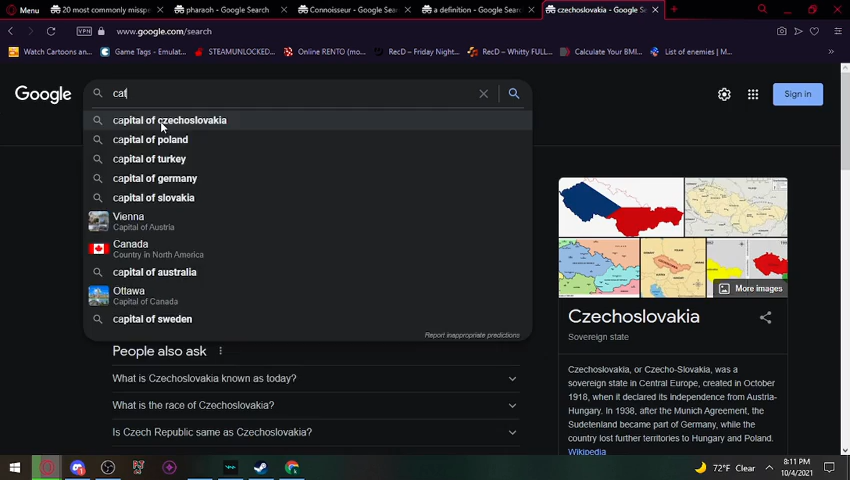 Menu
20 most commonly misspe
pharaoh - Google Search
Connoisseur - Google Sea
a definition - Google Searc
czechoslovakia - Google Se
VPN
www.google.com/search
Watch Cartoons and...
Game Tags - Emulat...
STEAMUNLOCKED...
Online RENTO (mo...
RecD – Friday Night...
RecD – Whitty FULL...
Calculate Your BMI...
List of enemies | M...
Google
Sign in
capital of czechoslovakia
capital of poland
capital of turkey
capital of germany
capital of slovakia
Vienna
Capital of Austria
Canada
Country in North America
capital of australia
Ottawa
Capital of Canada
capital of sweden
Report inappropriate predictions
People also ask
What is Czechoslovakia known as today?
What is the race of Czechoslovakia?
Is Czech Republic same as Czechoslovakia?
More images
Czechoslovakia
Sovereign state
Czechoslovakia, or Czecho-Slovakia, was a
sovereign state in Central Europe, created in October
1918, when it declared its independence from Austria-
Hungary. In 1938, after the Munich Agreement, the
Sudetenland became part of Germany, while the
country lost further territories to Hungary and Poland.
Wikipedia
72°F Clear
8:11 PM
10/4/2021